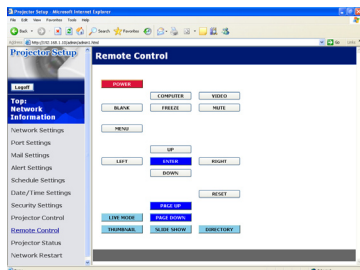 Projector Setup - Microsoft Internet Explorer
File Edit View Favorites Tools Help
Back Search Favorites
Address Go Links
Projector Setup
Logoff
Top:
Network
Information
Network Settings
Port Settings
Mail Settings
Alert Settings
Schedule Settings
Date/Time Settings
Security Settings
Projector Control
Remote Control
Projector Status
Network Restart
Remote Control
POWER
COMPUTER VIDEO
BLANK FREEZE MUTE
MENU
UP
LEFT ENTER RIGHT
DOWN
RESET
PAGE UP
LIVE MODE PAGE DOWN
THUMBNAIL SLIDE SHOW DIRECTORY